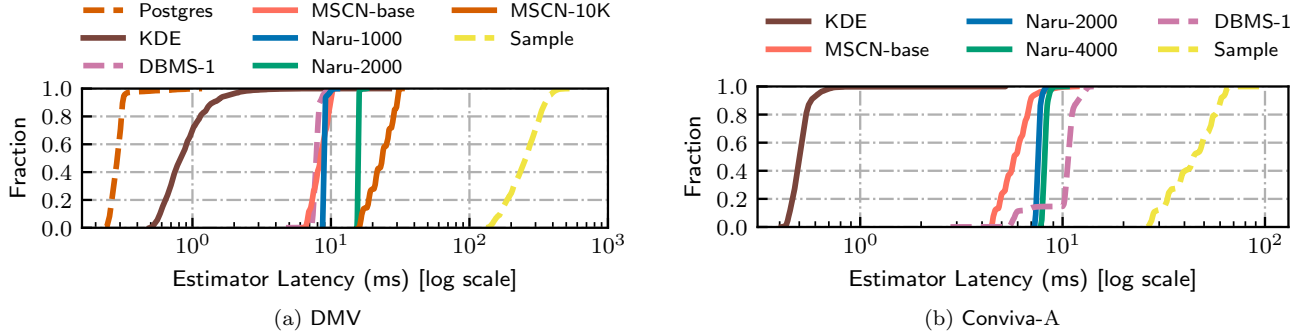 Postgres
MSCN-base
MSCN-10K
KDE
Naru-1000
Sample
DBMS-1
Naru-2000
1.0
0.8
0.6
0.4
0.2
0.0
Fraction
10^0
10^1
10^2
10^3
Estimator Latency (ms) [log scale]
(a) DMV
KDE
Naru-2000
DBMS-1
MSCN-base
Naru-4000
Sample
1.0
0.8
0.6
0.4
0.2
0.0
Fraction
10^0
10^1
10^2
Estimator Latency (ms) [log scale]
(b) Conviva-A